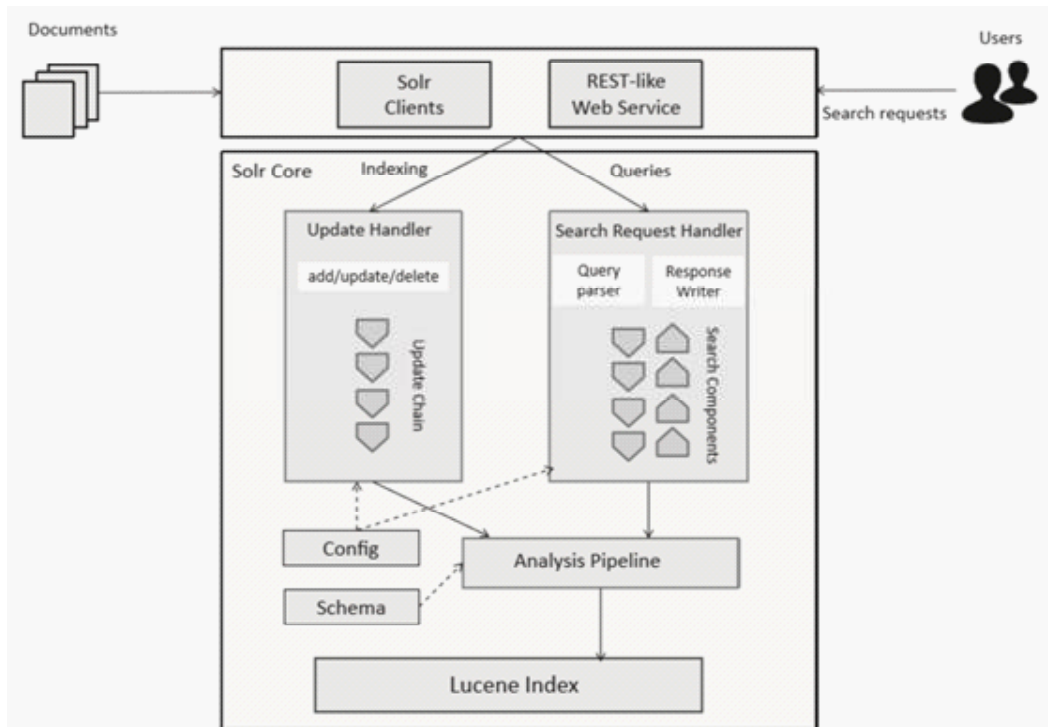 Documents
Users
Solr
Clients
REST-like
Web Service
Search requests
Solr Core
Indexing
Queries
Update Handler
add/update/delete
Update Chain
Search Request Handler
Query
parser
Response
Writer
Search Components
Config
Schema
Analysis Pipeline
Lucene Index